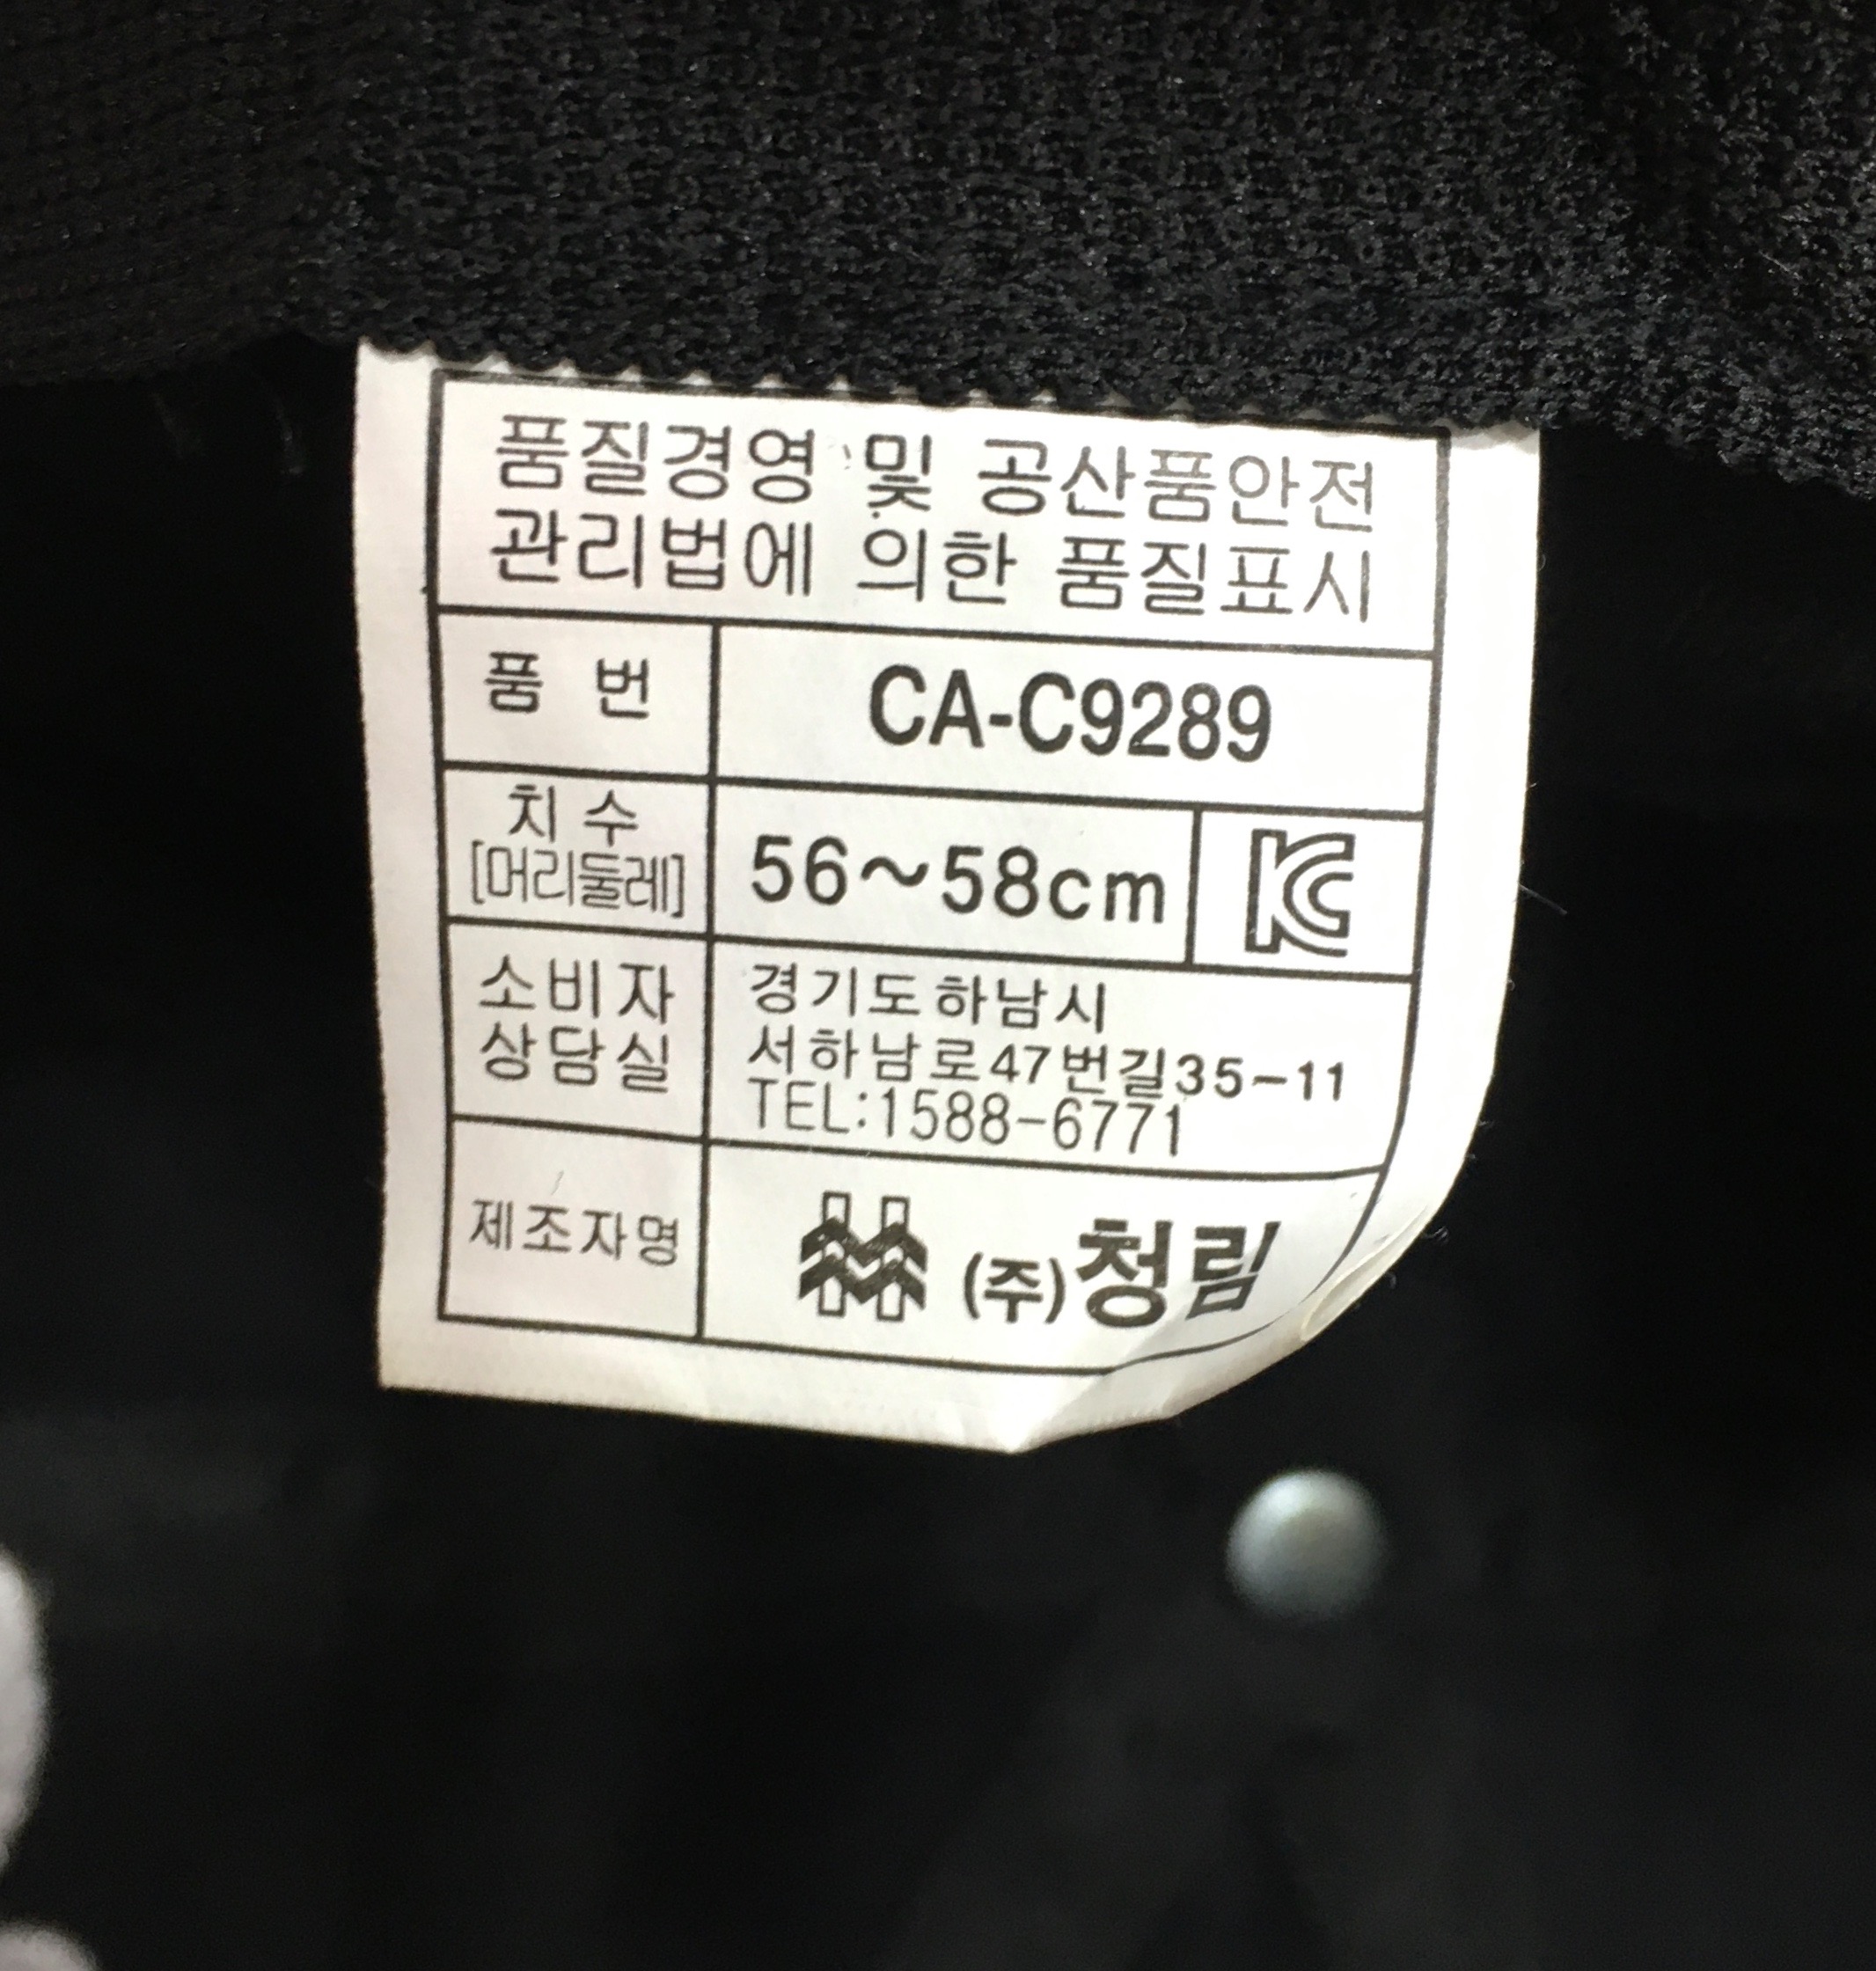 품질경영 및 공산품안전
관리법에 의한 품질표시
품 번
CA-C9289
치 수
[머리둘레]
56~58cm
KC
소비자
상담실
경기도하남시
서하남로47번길35-11
TEL:1588-6771
제조자명
(주)청림